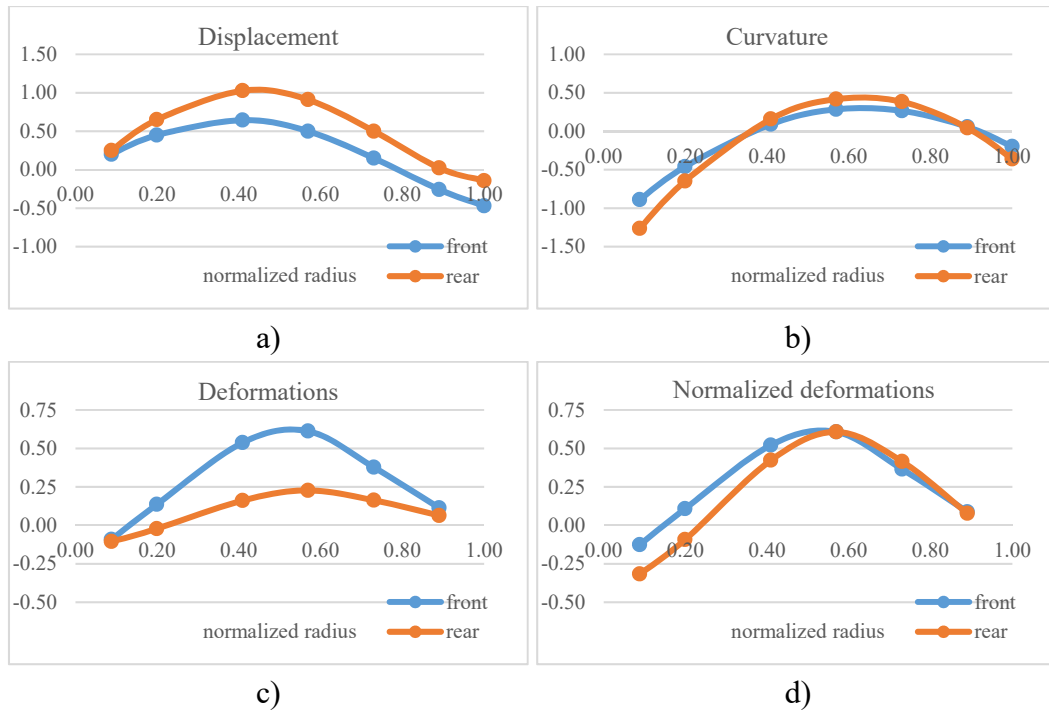 Displacement
1.50
1.00
0.50
0.00
0.00 0.20 0.40 0.60 0.80 1.00
-0.50
-1.00
front
normalized radius rear
a)
Curvature
1.00
0.50
0.00
0.00 0.20 0.40 0.60 0.80 1.00
-0.50
-1.00
-1.50
front
normalized radius rear
b)
Deformations
0.75
0.50
0.25
0.00
0.00 0.20 0.40 0.60 0.80 1.00
-0.25
-0.50
front
normalized radius rear
c)
Normalized deformations
0.75
0.50
0.25
0.00
0.00 0.20 0.40 0.60 0.80 1.00
-0.25
-0.50
front
normalized radius rear
d)